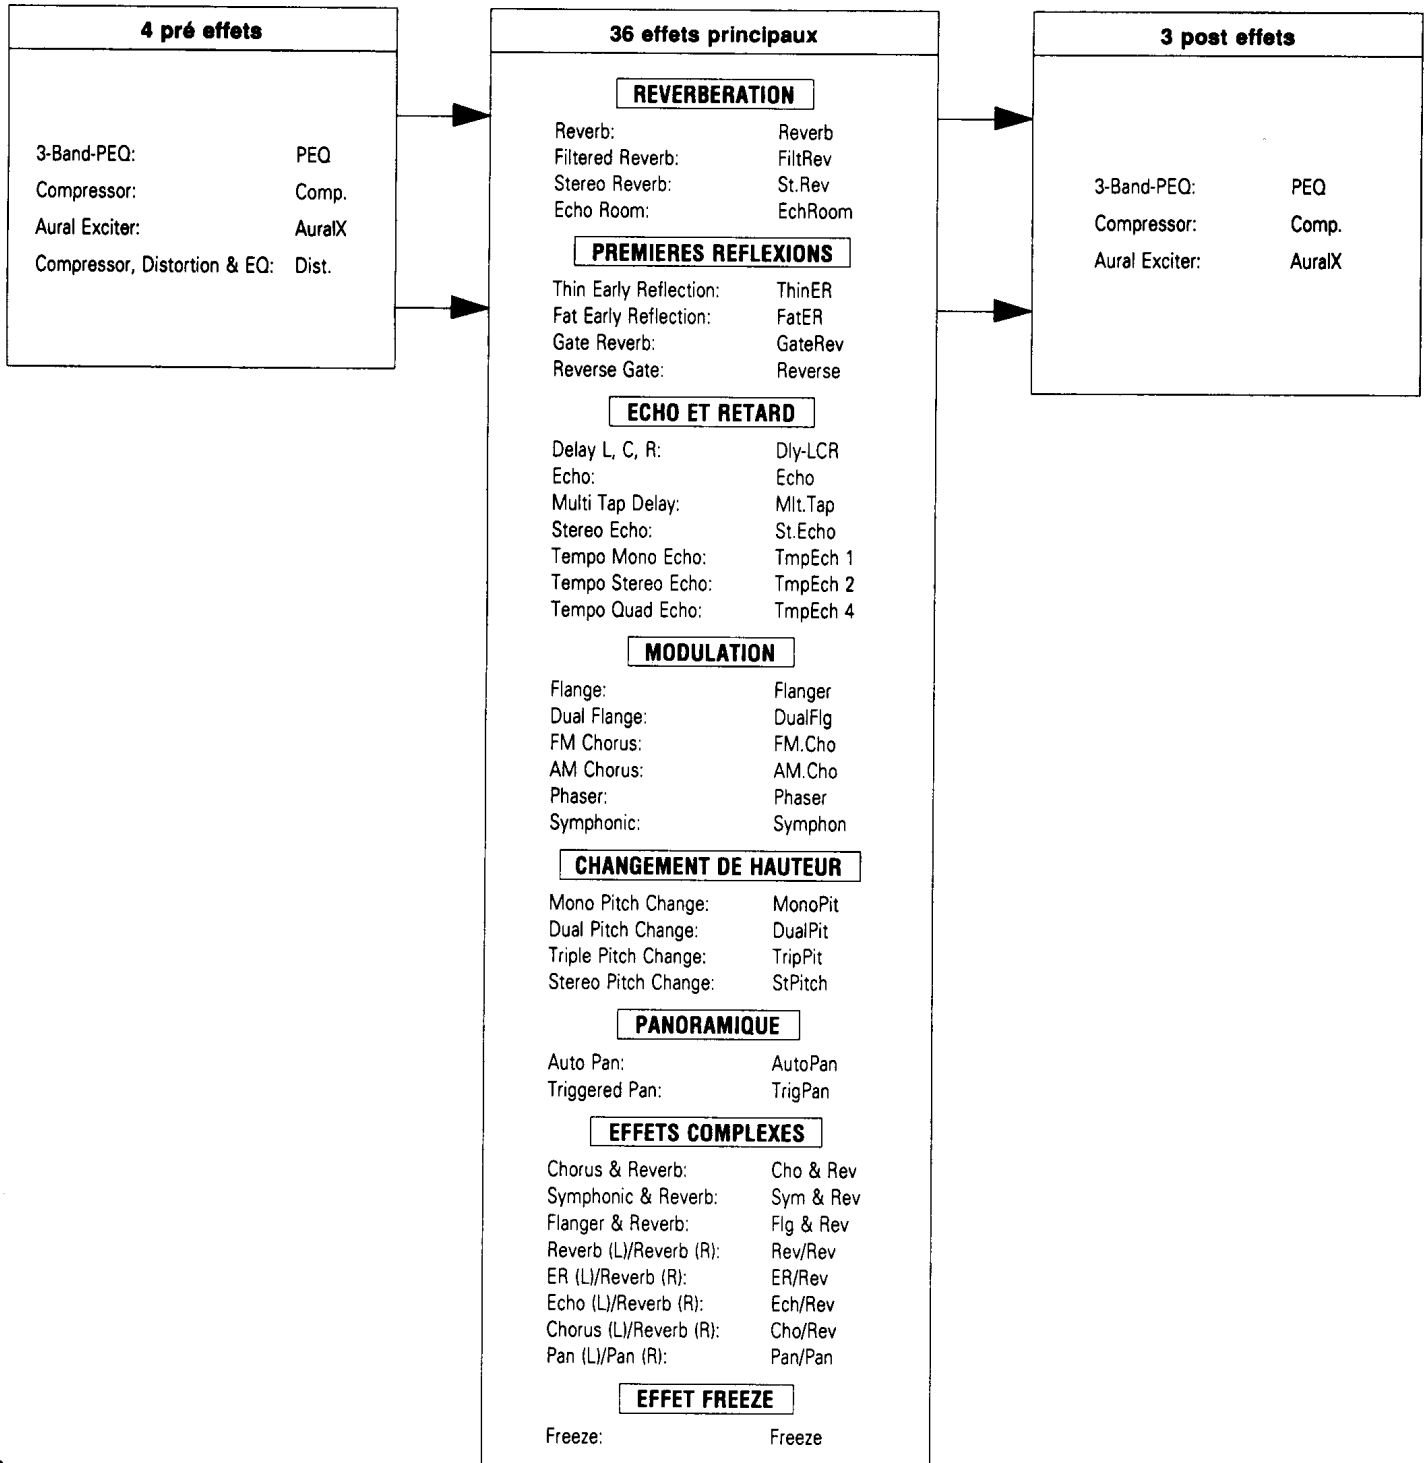 4 pré effets
3-Band-PEQ: PEQ
Compressor: Comp.
Aural Exciter: AuralX
Compressor, Distortion & EQ: Dist.
36 effets principaux
REVERBERATION
Reverb: Reverb
Filtered Reverb: FiltRev
Stereo Reverb: St.Rev
Echo Room: EchRoom
PREMIERES REFLEXIONS
Thin Early Reflection: ThinER
Fat Early Reflection: FatER
Gate Reverb: GateRev
Reverse Gate: Reverse
ECHO ET RETARD
Delay L, C, R: Dly-LCR
Echo: Echo
Multi Tap Delay: Mlt.Tap
Stereo Echo: St.Echo
Tempo Mono Echo: TmpEch 1
Tempo Stereo Echo: TmpEch 2
Tempo Quad Echo: TmpEch 4
MODULATION
Flange: Flanger
Dual Flange: DualFlg
FM Chorus: FM.Cho
AM Chorus: AM.Cho
Phaser: Phaser
Symphonic: Symphon
CHANGEMENT DE HAUTEUR
Mono Pitch Change: MonoPit
Dual Pitch Change: DualPit
Triple Pitch Change: TripPit
Stereo Pitch Change: StPitch
PANORAMIQUE
Auto Pan: AutoPan
Triggered Pan: TrigPan
EFFETS COMPLEXES
Chorus & Reverb: Cho & Rev
Symphonic & Reverb: Sym & Rev
Flanger & Reverb: Flg & Rev
Reverb (L)/Reverb (R): Rev/Rev
ER (L)/Reverb (R): ER/Rev
Echo (L)/Reverb (R): Ech/Rev
Chorus (L)/Reverb (R): Cho/Rev
Pan (L)/Pan (R): Pan/Pan
EFFET FREEZE
Freeze: Freeze
3 post effets
3-Band-PEQ: PEQ
Compressor: Comp.
Aural Exciter: AuralX